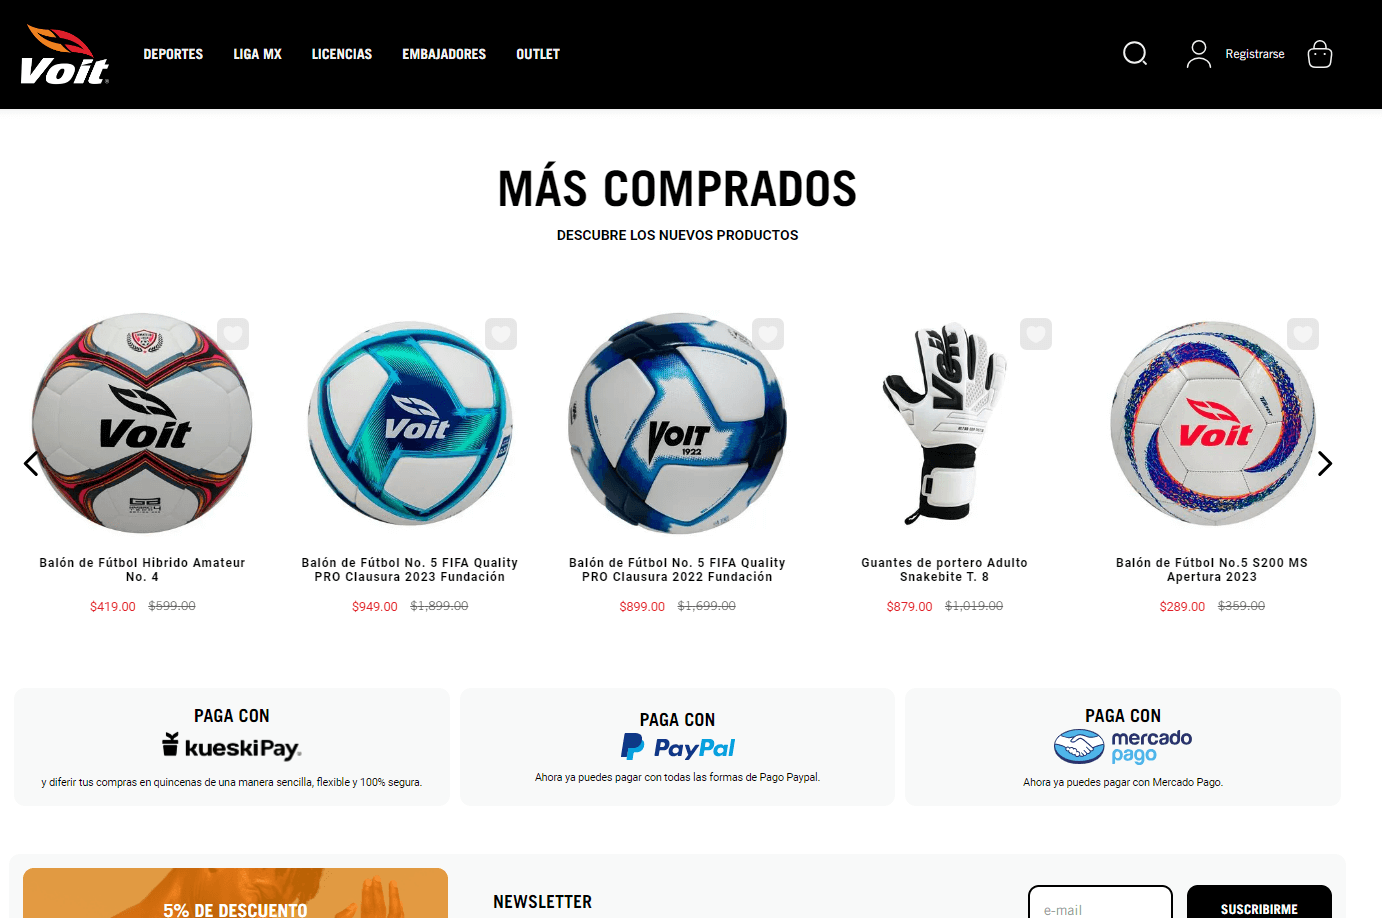 Voit
DEPORTES
LIGA MX
LICENCIAS
EMBAJADORES
OUTLET
Registrarse
MÁS COMPRADOS
DESCUBRE LOS NUEVOS PRODUCTOS
Voit
Voit
VOIT
1922
Voit
Voit
Balón de Fútbol Hibrido Amateur
No. 4
$419.00 $599.00
Balón de Fútbol No. 5 FIFA Quality
PRO Clausura 2023 Fundación
$949.00 $1,899.00
Balón de Fútbol No. 5 FIFA Quality
PRO Clausura 2022 Fundación
$899.00 $1,699.00
Guantes de portero Adulto
Snakebite T. 8
$879.00 $1,019.00
Balón de Fútbol No.5 S200 MS
Apertura 2023
$289.00 $359.00
PAGA CON
kueskiPay
y diferir tus compras en quincenas de una manera sencilla, flexible y 100% segura.
PAGA CON
PayPal
Ahora ya puedes pagar con todas las formas de Pago Paypal.
PAGA CON
mercado
pago
Ahora ya puedes pagar con Mercado Pago.
5% DE DESCUENTO
NEWSLETTER
e-mail
SUSCRIBIRME